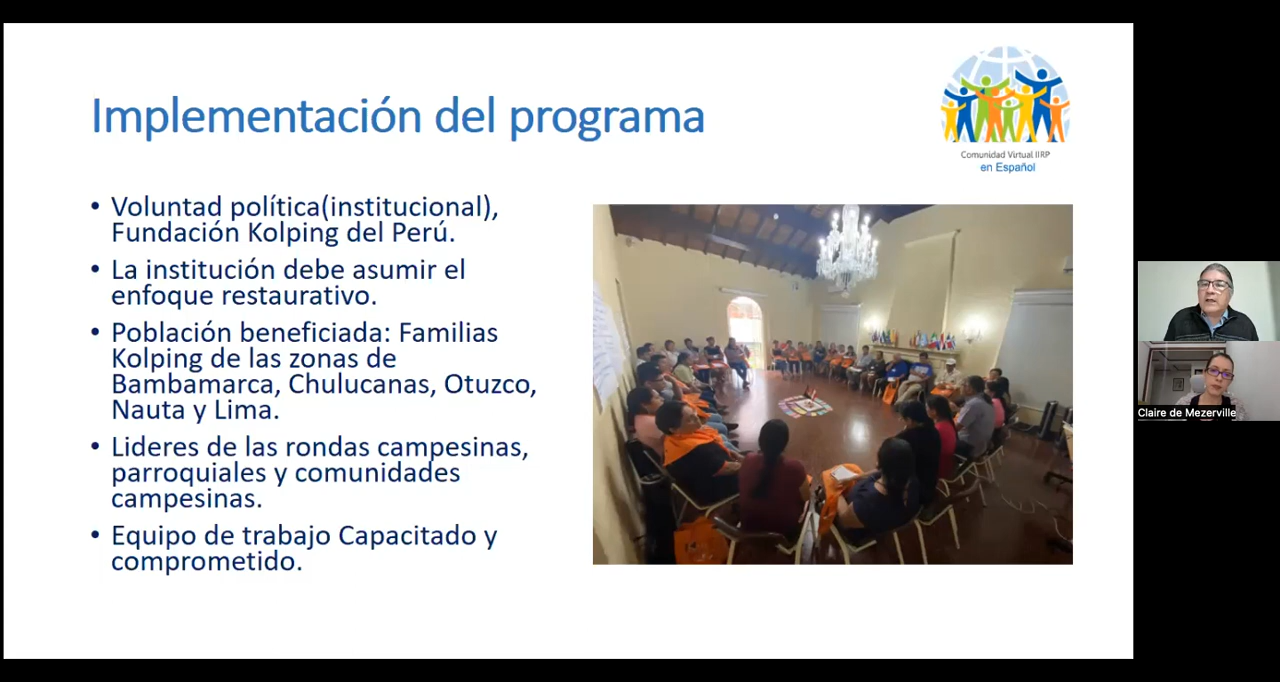 Implementación del programa
Comunidad Virtual IIRP
en Español
• Voluntad política(institucional),
Fundación Kolping del Perú.
• La institución debe asumir el
enfoque restaurativo.
• Población beneficiada: Familias
Kolping de las zonas de
Bambamarca, Chulucanas, Otuzco,
Nauta y Lima.
• Lideres de las rondas campesinas,
parroquiales y comunidades
campesinas.
• Equipo de trabajo Capacitado y
comprometido.
Claire de Mezerville